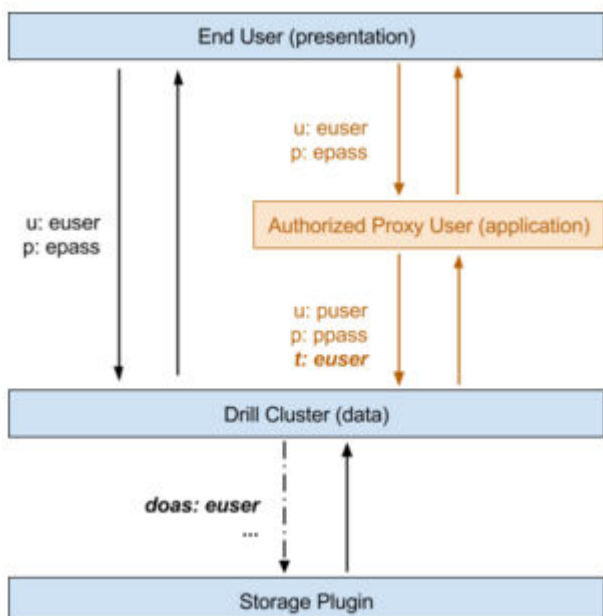 End User (presentation)
u: euser
p: epass
Authorized Proxy User (application)
u: euser
p: epass
u: puser
p: ppass
t: euser
Drill Cluster (data)
doas: euser
...
Storage Plugin